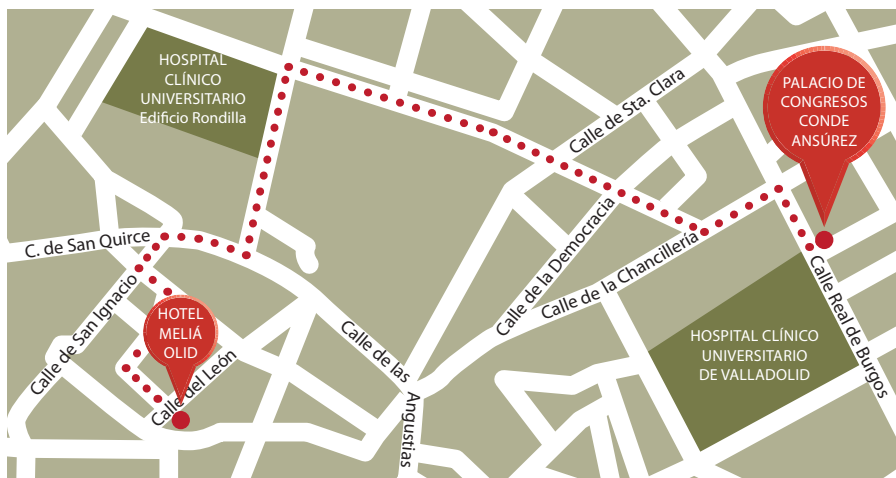 HOSPITAL
CLÍNICO
UNIVERSITARIO
Edificio Rondilla
PALACIO DE
CONGRESOS
CONDE
ANSÚREZ
Calle de Sta. Clara
C. de San Quirce
Calle de la Democracia
Calle de la Chancillería
Calle Real de Burgos
Calle de San Ignacio
HOTEL
MELIÁ
OLID
Calle del León
Calle de las
Angustias
HOSPITAL CLÍNICO
UNIVERSITARIO
DE VALLADOLID